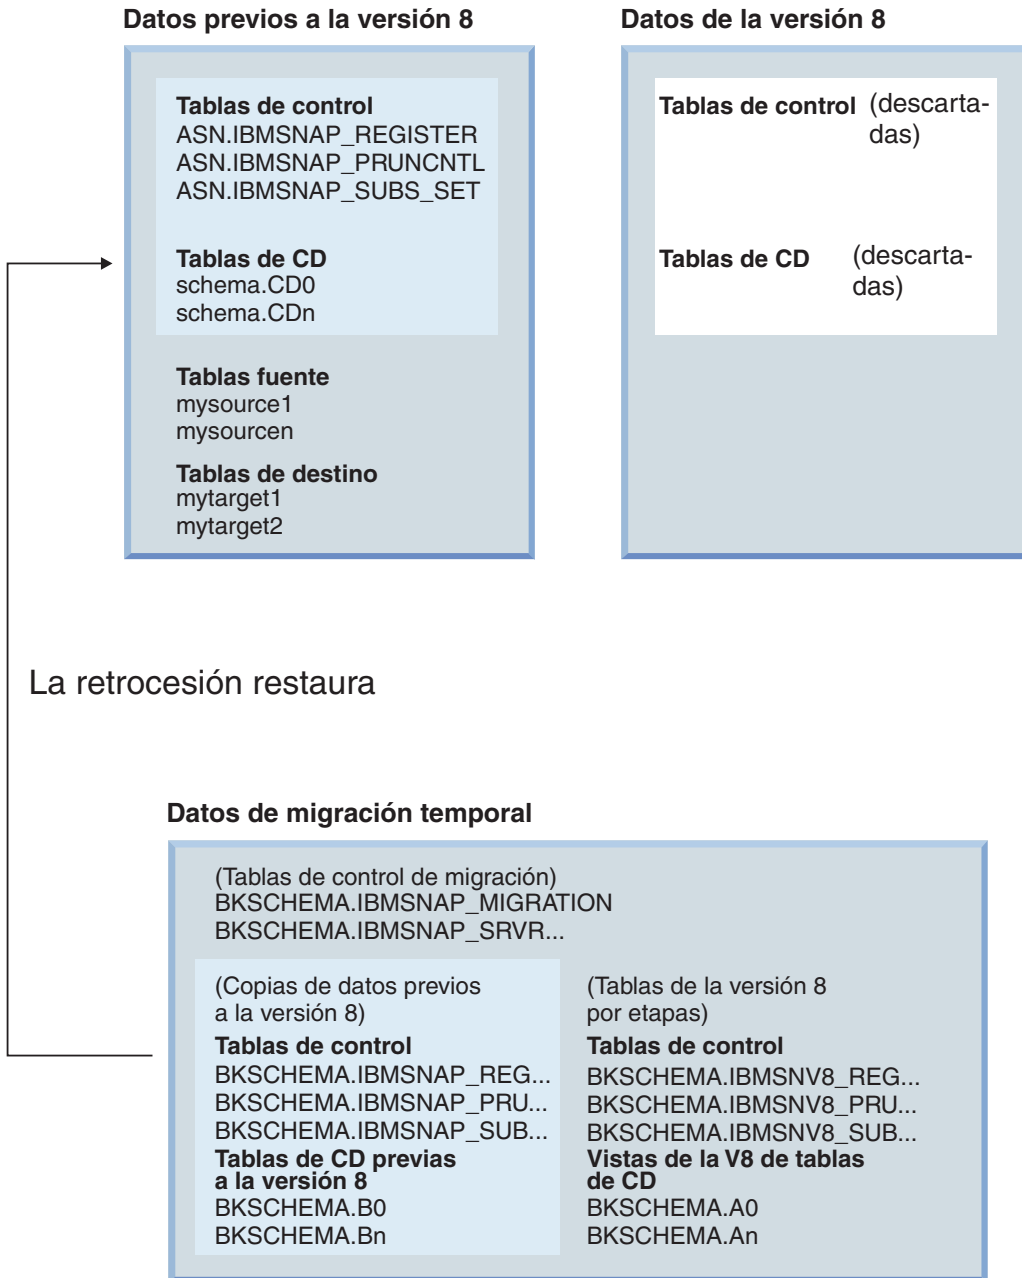 Datos previos a la versión 8
Tablas de control
ASN.IBMSNAP_REGISTER
ASN.IBMSNAP_PRUNCNTL
ASN.IBMSNAP_SUBS_SET
Tablas de CD
schema.CD0
schema.CDn
Tablas fuente
mysource1
mysourcen
Tablas de destino
mytarget1
mytarget2
Datos de la versión 8
Tablas de control (descarta-
das)
Tablas de CD (descarta-
das)
La retrocesión restaura
Datos de migración temporal
(Tablas de control de migración)
BKSCHEMA.IBMSNAP_MIGRATION
BKSCHEMA.IBMSNAP_SRVR...
(Copias de datos previos
a la versión 8)
Tablas de control
BKSCHEMA.IBMSNAP_REG...
BKSCHEMA.IBMSNAP_PRU...
BKSCHEMA.IBMSNAP_SUB...
Tablas de CD previas
a la versión 8
BKSCHEMA.B0
BKSCHEMA.Bn
(Tablas de la versión 8
por etapas)
Tablas de control
BKSCHEMA.IBMSNV8_REG...
BKSCHEMA.IBMSNV8_PRU...
BKSCHEMA.IBMSNV8_SUB...
Vistas de la V8 de tablas
de CD
BKSCHEMA.A0
BKSCHEMA.An